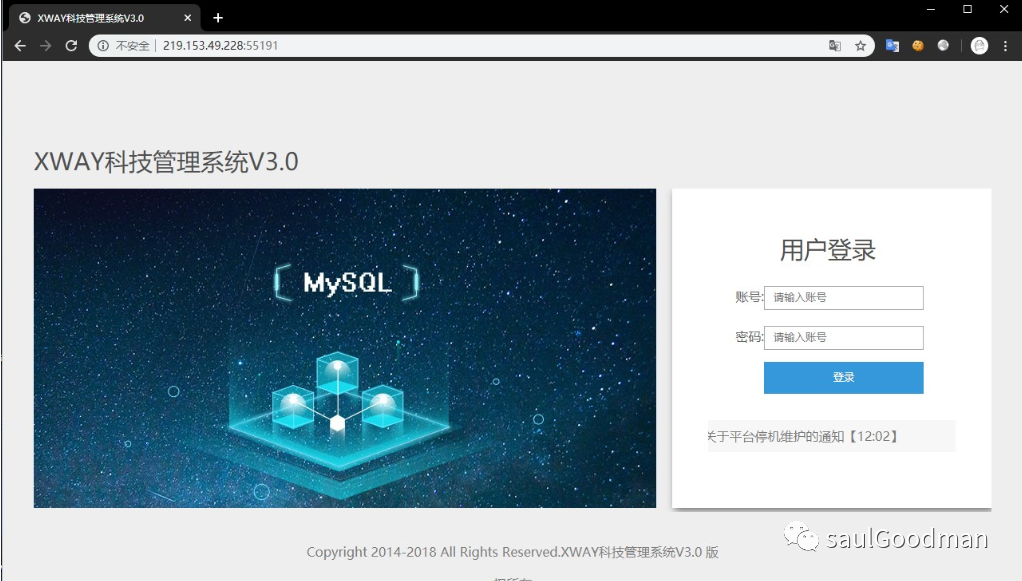 XWAY科技管理系统V3.0
不安全 219.153.49.228:55191
XWAY科技管理系统V3.0
MySQL
用户登录
账号: 请输入账号
密码: 请输入账号
登录
关于平台停机维护的通知【12:02】
saulGoodman
Copyright 2014-2018 All Rights Reserved.XWAY科技管理系统V3.0 版